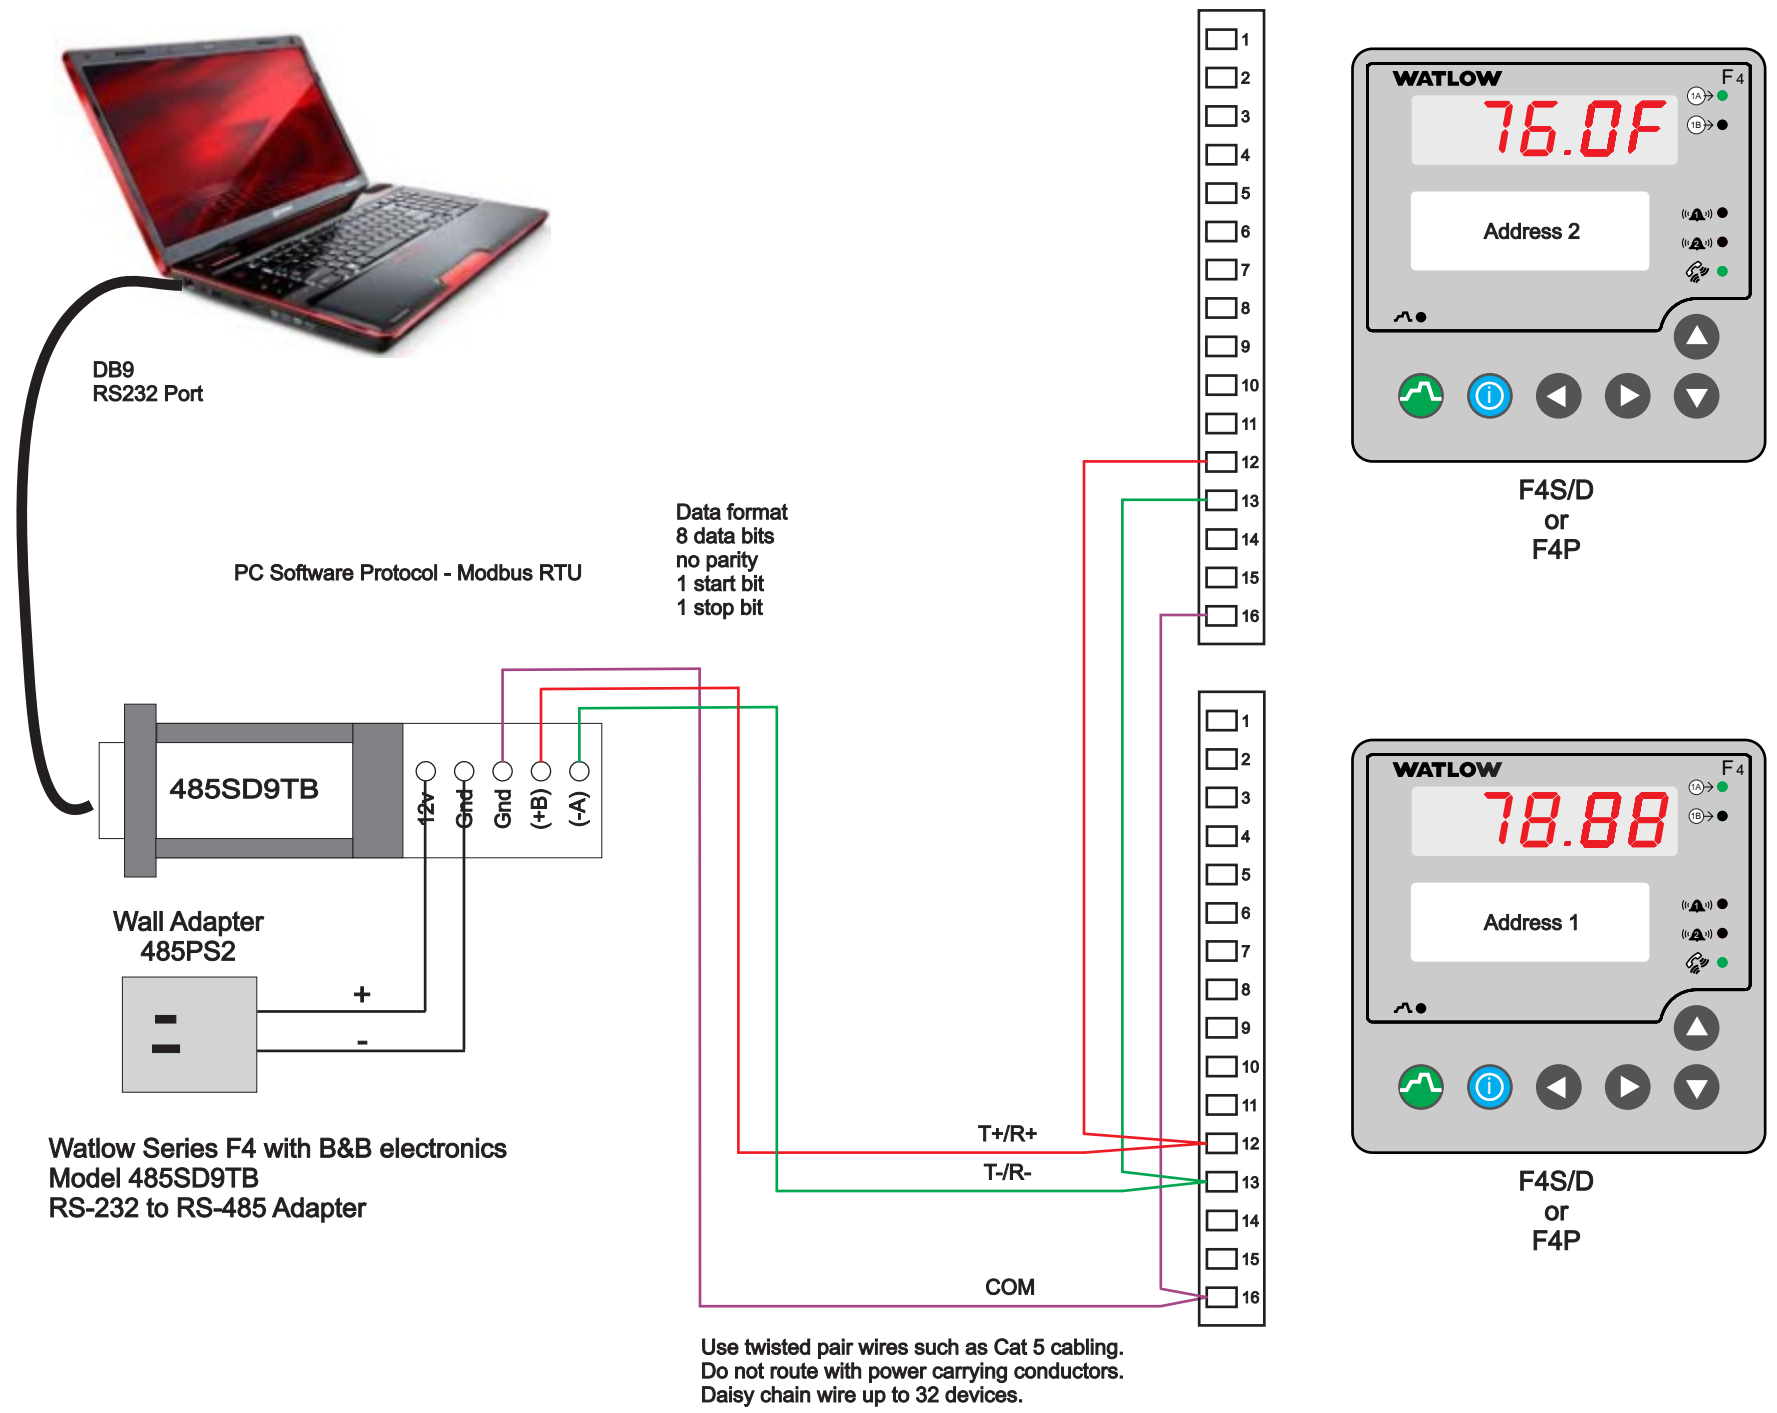 DB9
RS232 Port
PC Software Protocol - Modbus RTU
Data format
8 data bits
no parity
1 start bit
1 stop bit
485SD9TB
12v
Gnd
Gnd
(+B)
(-A)
Wall Adapter
485PS2
+
-
Watlow Series F4 with B&B electronics
Model 485SD9TB
RS-232 to RS-485 Adapter
T+/R+
T-/R-
COM
Use twisted pair wires such as Cat 5 cabling.
Do not route with power carrying conductors.
Daisy chain wire up to 32 devices.
1
2
3
4
5
6
7
8
9
10
11
12
13
14
15
16
WATLOW
F4
76.0F
1A
1B
Address 2
1
2
i
F4S/D
or
F4P
1
2
3
4
5
6
7
8
9
10
11
12
13
14
15
16
WATLOW
F4
78.88
1A
1B
Address 1
1
2
i
F4S/D
or
F4P